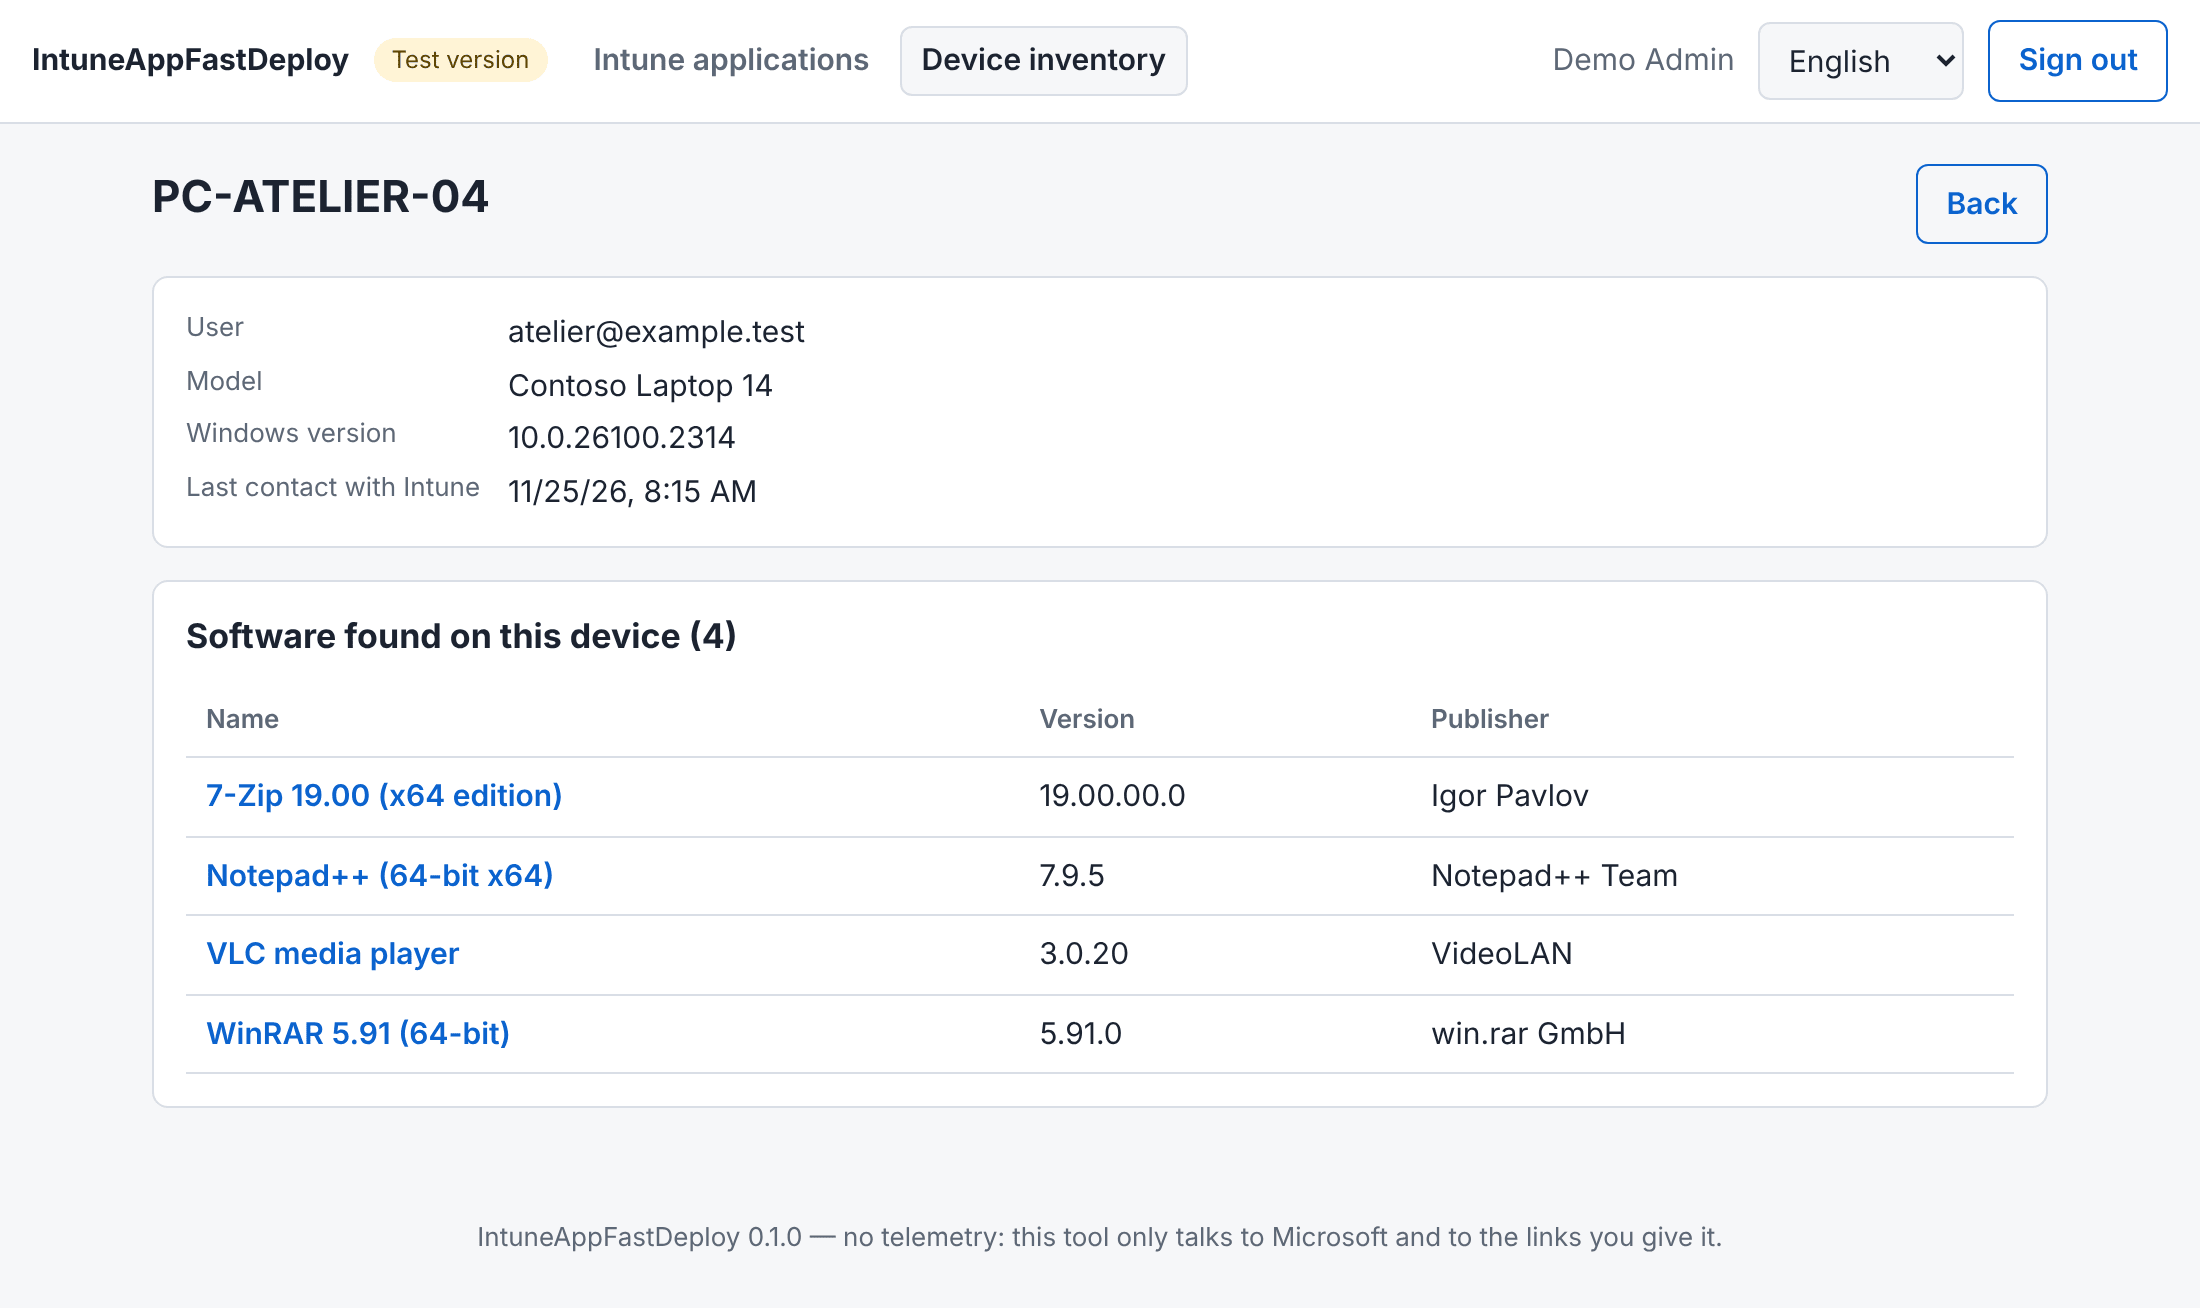 IntuneAppFastDeploy Test version Intune applications Device inventory Demo Admin English Sign out
PC-ATELIER-04 Back
User atelier@example.test
Model Contoso Laptop 14
Windows version 10.0.26100.2314
Last contact with Intune 11/25/26, 8:15 AM
Software found on this device (4)
Name Version Publisher
7-Zip 19.00 (x64 edition) 19.00.00.0 Igor Pavlov
Notepad++ (64-bit x64) 7.9.5 Notepad++ Team
VLC media player 3.0.20 VideoLAN
WinRAR 5.91 (64-bit) 5.91.0 win.rar GmbH
IntuneAppFastDeploy 0.1.0 — no telemetry: this tool only talks to Microsoft and to the links you give it.